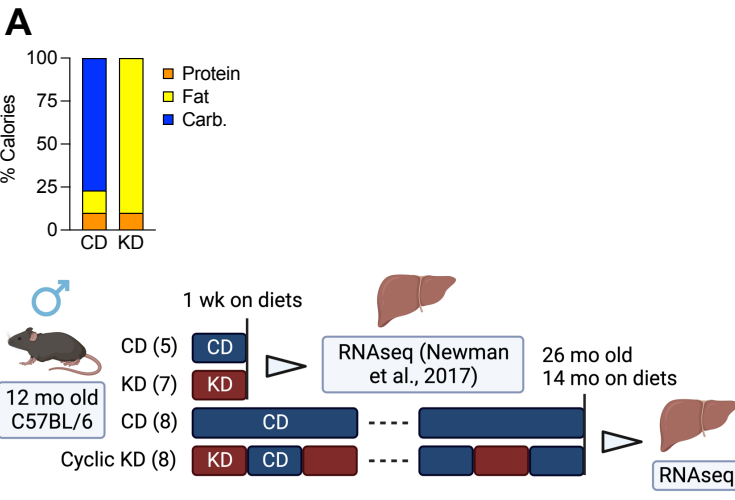 A
100
75
50
25
0
% Calories
CD KD
Protein
Fat
Carb.
1 wk on diets
CD (5)
CD
KD (7)
KD
RNAseq (Newman
et al., 2017)
26 mo old
14 mo on diets
12 mo old
C57BL/6
CD (8)
CD
Cyclic KD (8)
KD CD
RNAseq